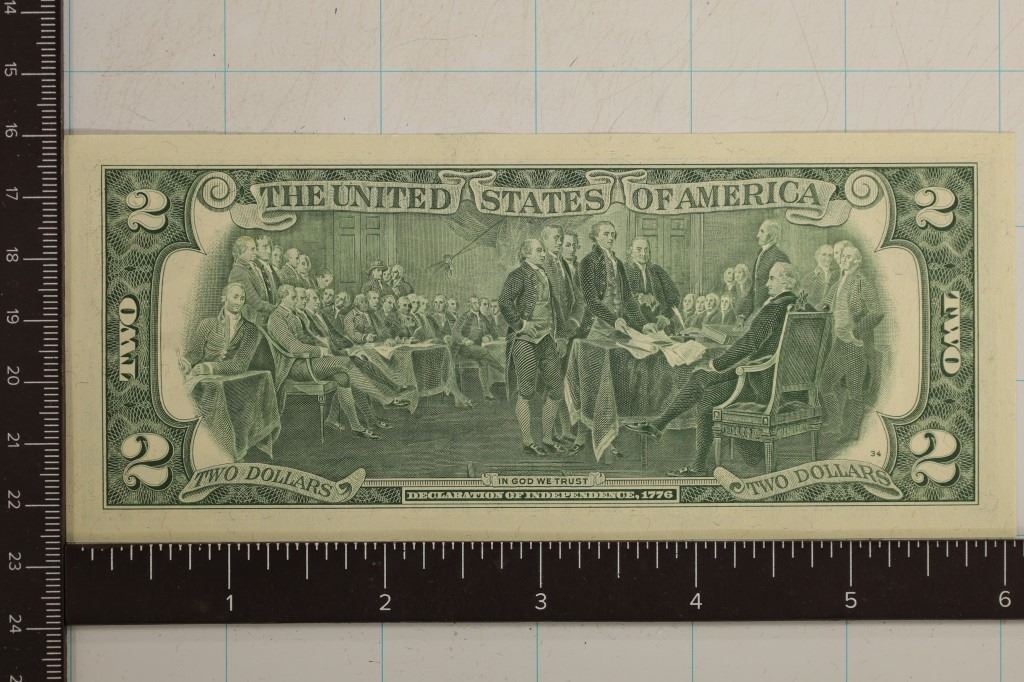 14
15
16
17
18
19
20
21
22
23
24
THE UNITED STATES OF AMERICA
2 2
TWO TWO
2 2
34
TWO DOLLARS TWO DOLLARS
IN GOD WE TRUST
DECLARATION OF INDEPENDENCE, 1776
1 2 3 4 5 6